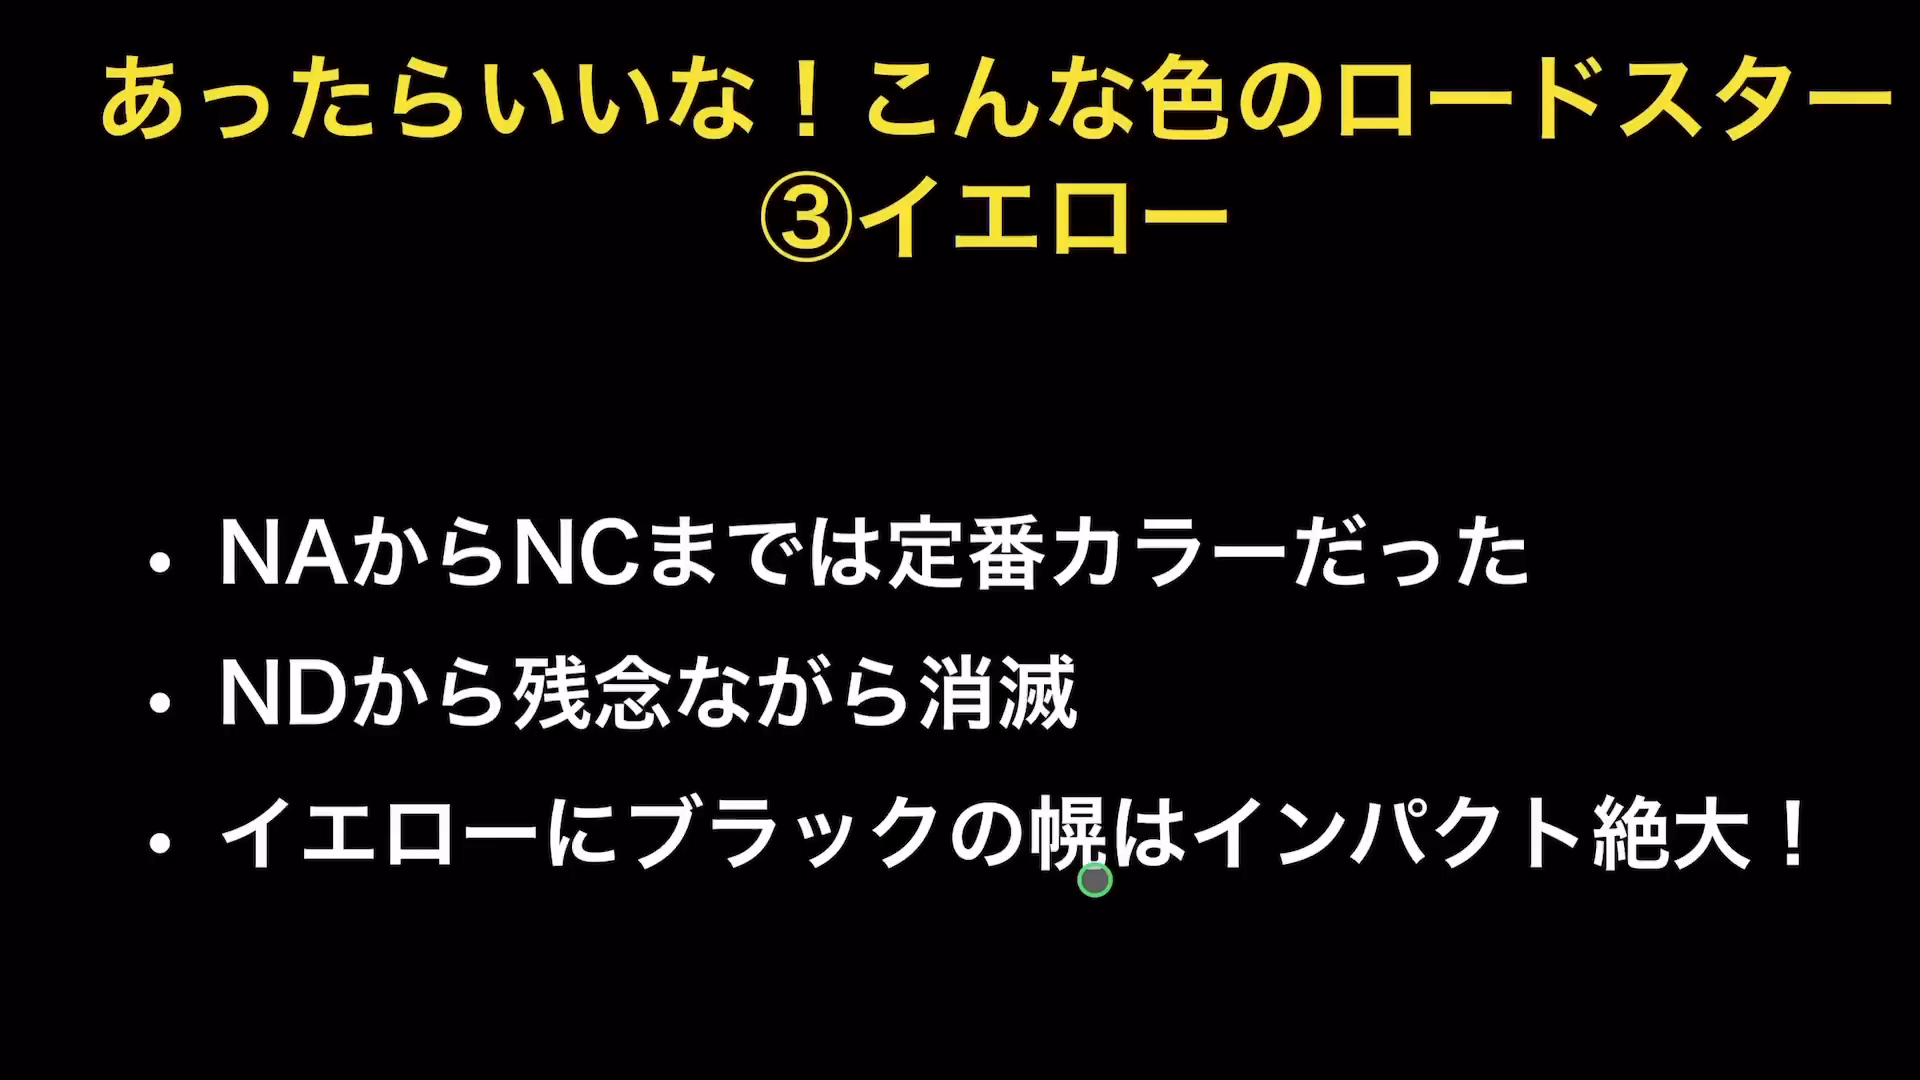 あったらいいな！こんな色のロードスター
③イエロー
• NAからNCまでは定番カラーだった
• NDから残念ながら消滅
• イエローにブラックの幌はインパクト絶大！